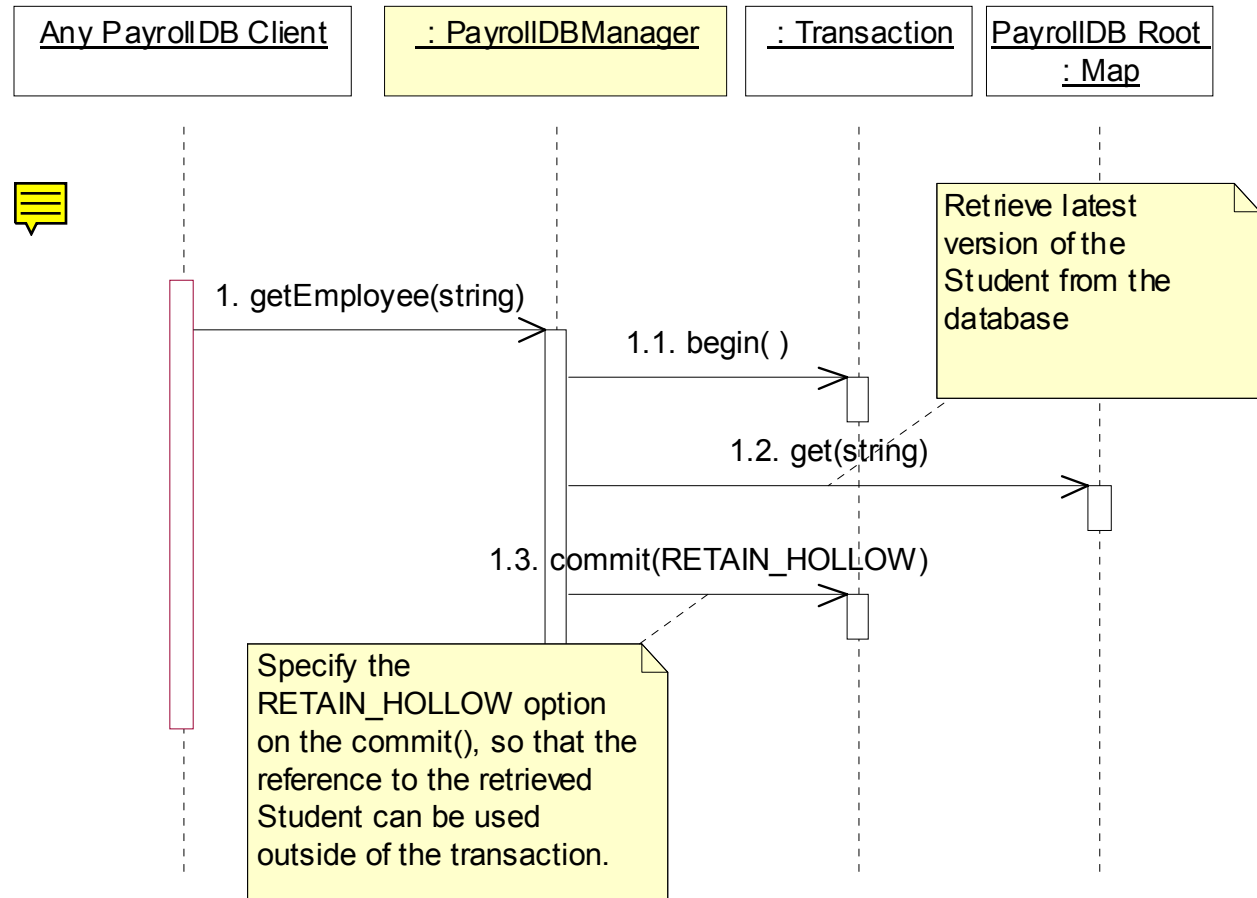 Any PayrollDB Client
: PayrollDBManager
: Transaction
PayrollDB Root
: Map
Retrieve latest
version of the
Student from the
database
1. getEmployee(string)
1.1. begin( )
1.2. get(string)
1.3. commit(RETAIN_HOLLOW)
Specify the
RETAIN_HOLLOW option
on the commit(), so that the
reference to the retrieved
Student can be used
outside of the transaction.